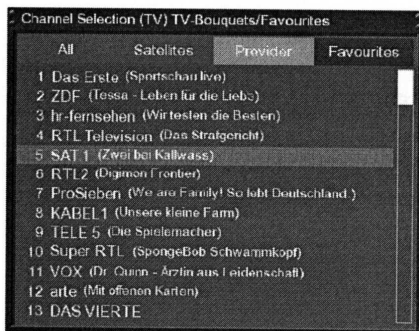 Channel Selection (TV) TV-Bouquets/Favourites
All Satellites Provider Favourites
1 Das Erste (Sportschau live)
2 ZDF (Tessa - Leben für die Liebe)
3 hr-fernsehen (Wir testen die Besten)
4 RTL Television (Das Strafgericht)
5 SAT.1 (Zwei bei Kallwass)
6 RTL2 (Digimon Frontier)
7 ProSieben (We are Family! So lebt Deutschland.)
8 KABEL1 (Unsere kleine Farm)
9 TELE 5 (Die Spielemacher)
10 Super RTL (SpongeBob Schwammkopf)
11 VOX (Dr. Quinn - Ärztin aus Leidenschaft)
12 arte (Mit offenen Karten)
13 DAS VIERTE